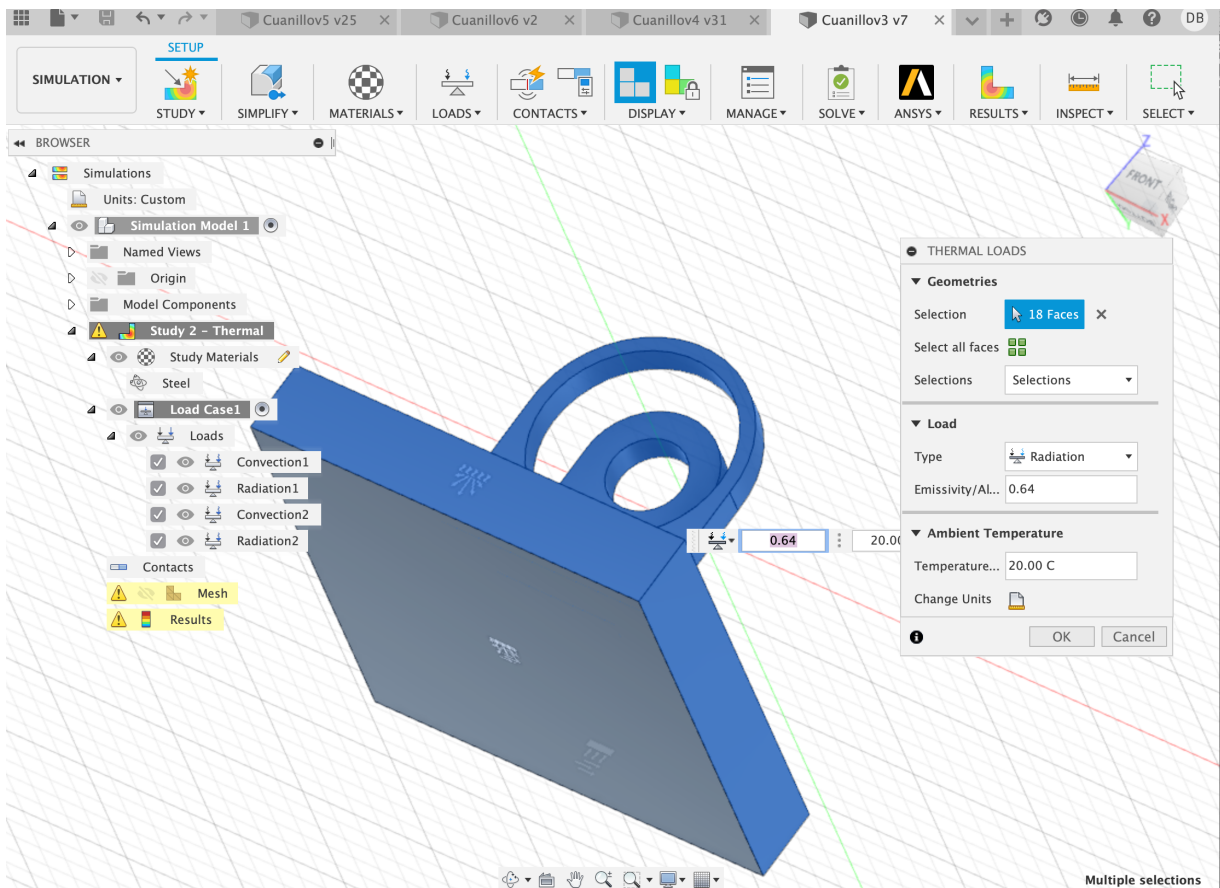 Cuanillov5 v25
Cuanillov6 v2
Cuanillov4 v31
Cuanillov3 v7
DB
SETUP
SIMULATION
STUDY
SIMPLIFY
MATERIALS
LOADS
CONTACTS
DISPLAY
MANAGE
SOLVE
ANSYS
RESULTS
INSPECT
SELECT
BROWSER
Simulations
Units: Custom
Simulation Model 1
Named Views
Origin
Model Components
Study 2 - Thermal
Study Materials
Steel
Load Case1
Loads
Convection1
Radiation1
Convection2
Radiation2
Contacts
Mesh
Results
FRONT
Z
X
0.64
20.00
THERMAL LOADS
Geometries
Selection 18 Faces
Select all faces
Selections Selections
Load
Type Radiation
Emissivity/Al... 0.64
Ambient Temperature
Temperature... 20.00 C
Change Units
OK Cancel
Multiple selections